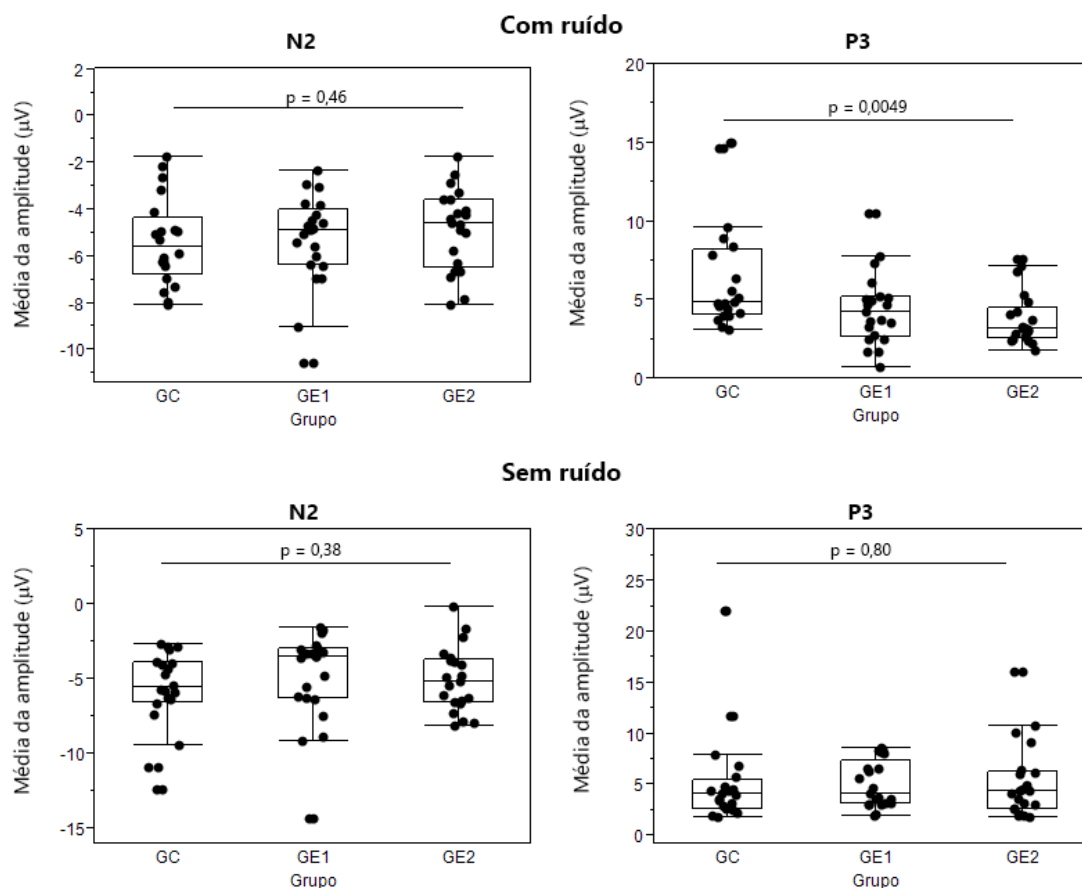 Com ruído
N2
Média da amplitude (µV)
2
0
-2
-4
-6
-8
-10
p = 0,46
GC
GE1
GE2
Grupo
P3
Média da amplitude (µV)
20
15
10
5
0
p = 0,0049
GC
GE1
GE2
Grupo
Sem ruído
N2
Média da amplitude (µV)
5
0
-5
-10
-15
p = 0,38
GC
GE1
GE2
Grupo
P3
Média da amplitude (µV)
30
25
20
15
10
5
0
p = 0,80
GC
GE1
GE2
Grupo